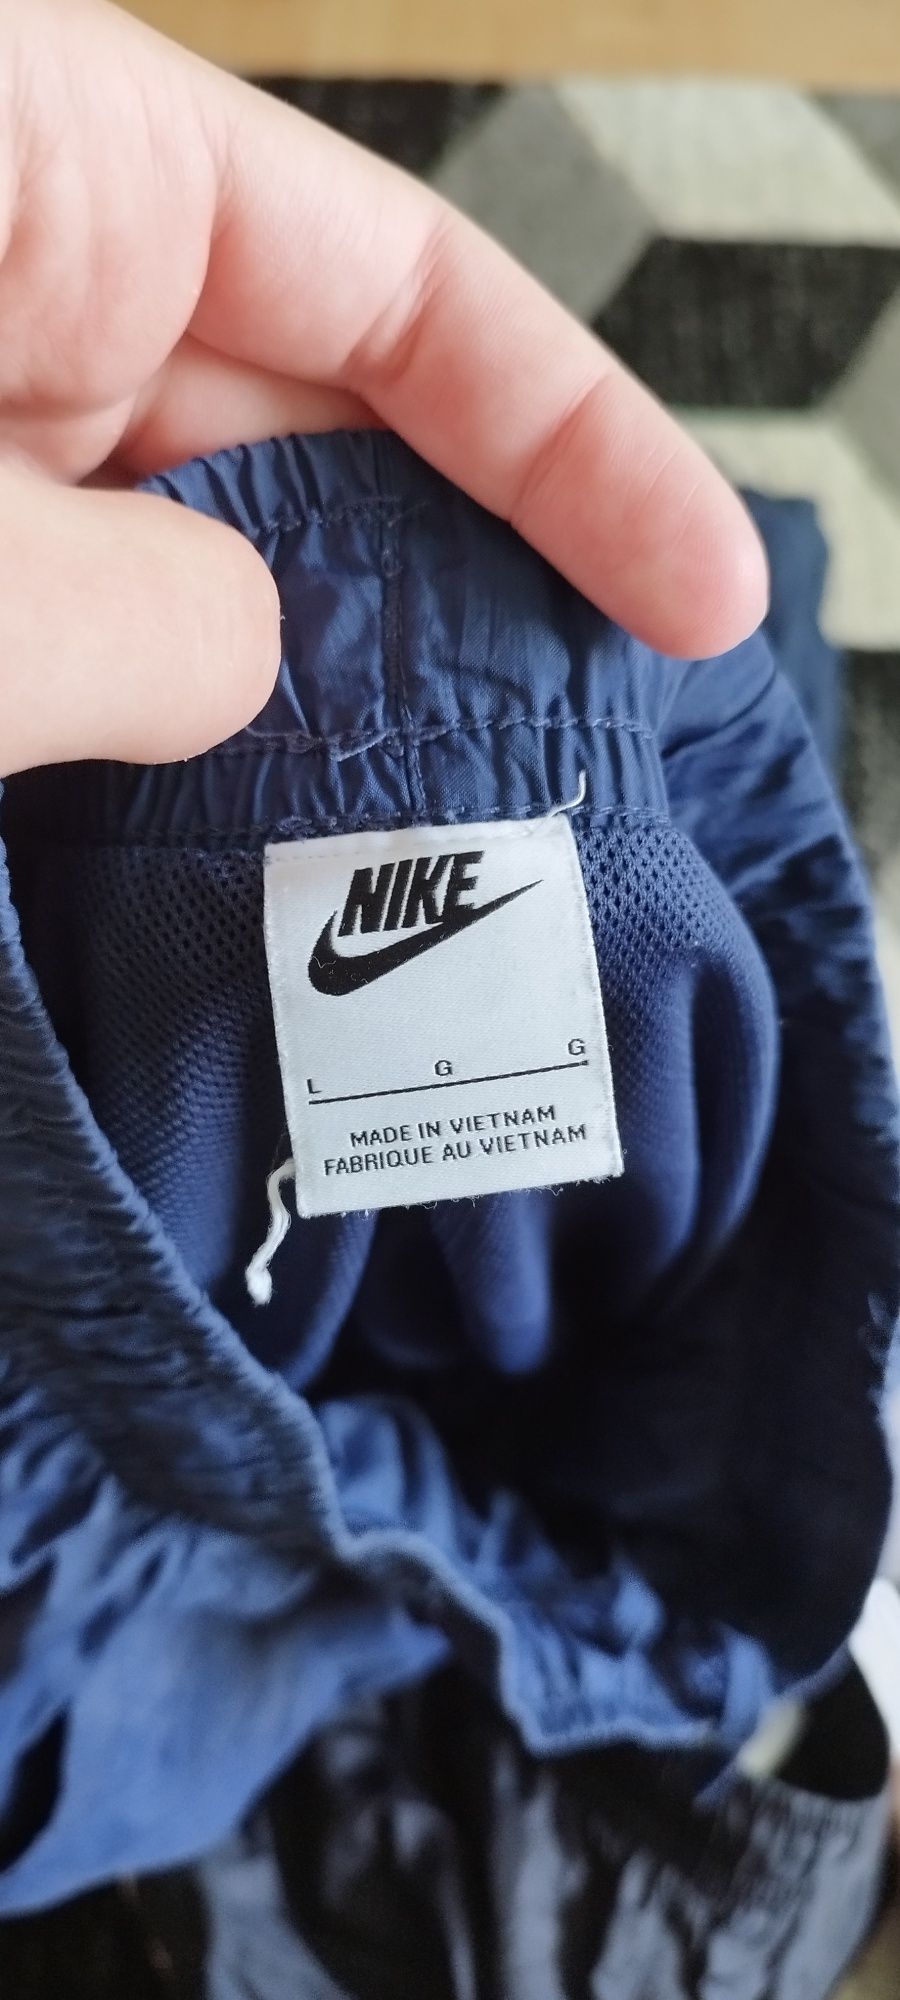 NIKE
L G G
MADE IN VIETNAM
FABRIQUE AU VIETNAM